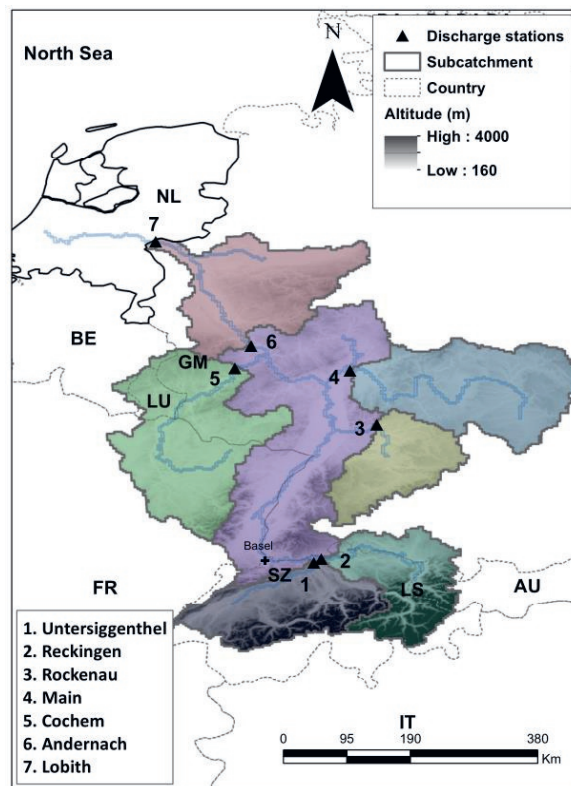 North Sea
N
Discharge stations
Subcatchment
Country
Altitude (m)
High : 4000
Low : 160
NL
7
BE
GM
6
5
4
LU
3
Basel
2
SZ
1
LS
FR
AU
1. Untersiggenthel
2. Reckingen
3. Rockenau
4. Main
5. Cochem
6. Andernach
7. Lobith
IT
0 95 190 380
Km